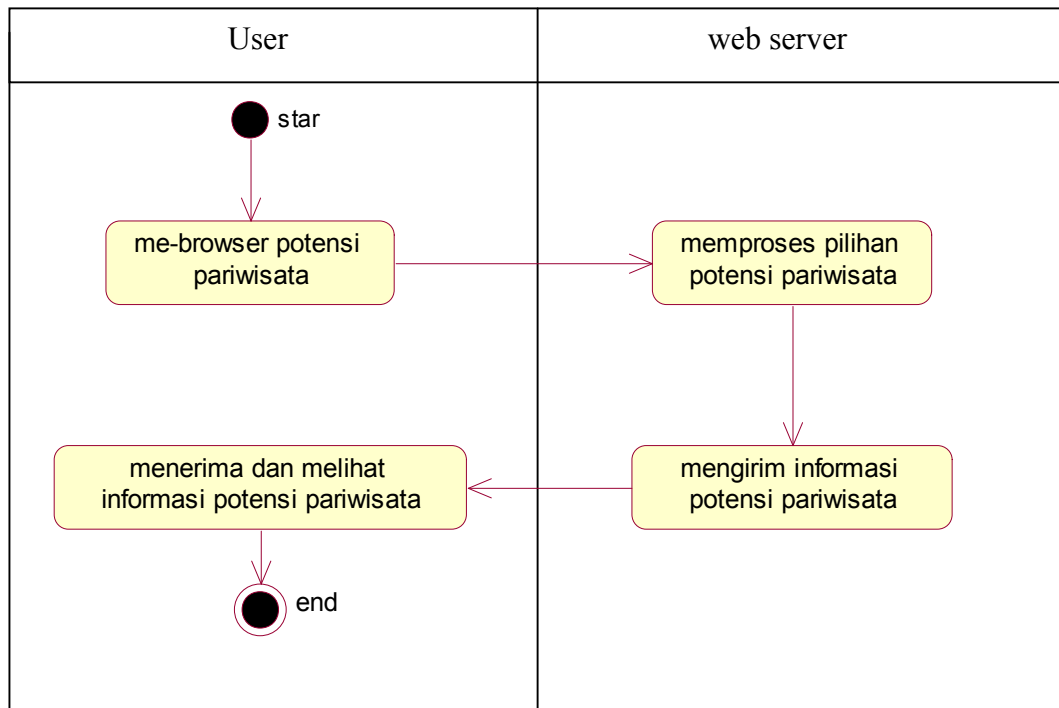 User
web server
star
me-browser potensi
pariwisata
memproses pilihan
potensi pariwisata
menerima dan melihat
informasi potensi pariwisata
mengirim informasi
potensi pariwisata
end